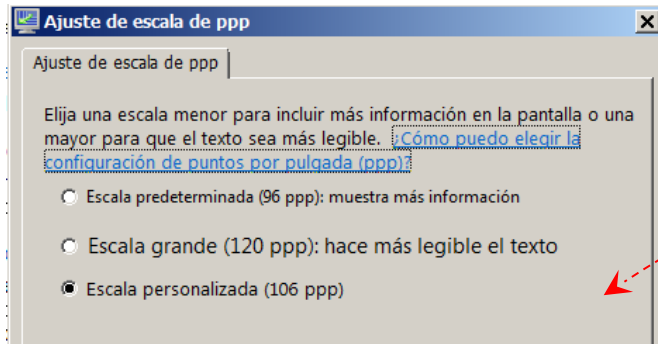 Ajuste de escala de ppp
Ajuste de escala de ppp
Elija una escala menor para incluir más información en la pantalla o una
mayor para que el texto sea más legible. ¿Cómo puedo elegir la
configuración de puntos por pulgada (ppp)?
Escala predeterminada (96 ppp): muestra más información
Escala grande (120 ppp): hace más legible el texto
Escala personalizada (106 ppp)